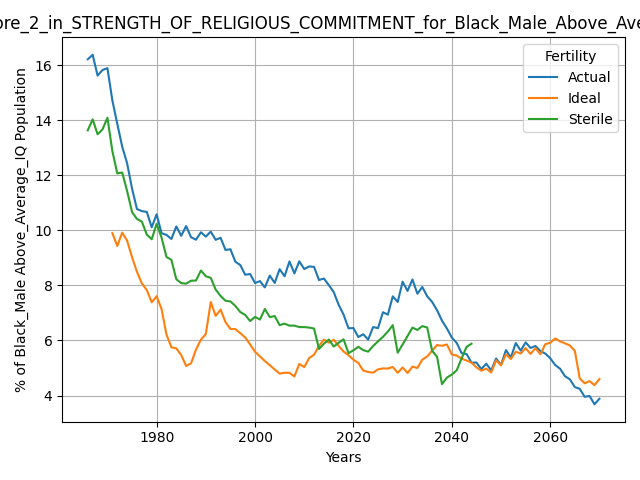 ore_2_in_STRENGTH_OF_RELIGIOUS_COMMITMENT_for_Black_Male_Above_Ave
% of Black_Male Above_Average_IQ Population
16
14
12
10
8
6
4
Fertility
Actual
Ideal
Sterile
1980
2000
2020
2040
2060
Years